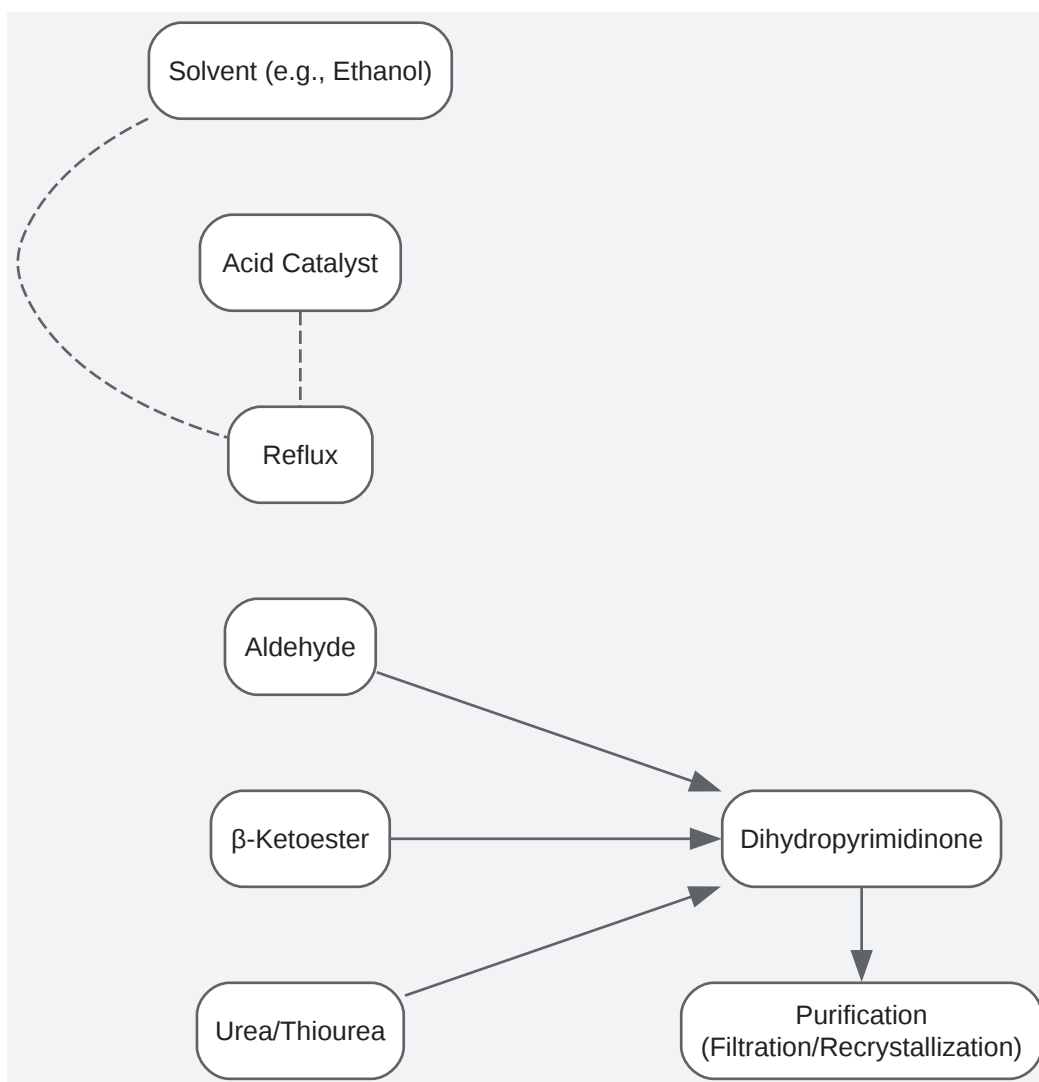 Solvent (e.g., Ethanol)
Acid Catalyst
Reflux
Aldehyde
β-Ketoester
Dihydropyrimidinone
Urea/Thiourea
Purification
(Filtration/Recrystallization)